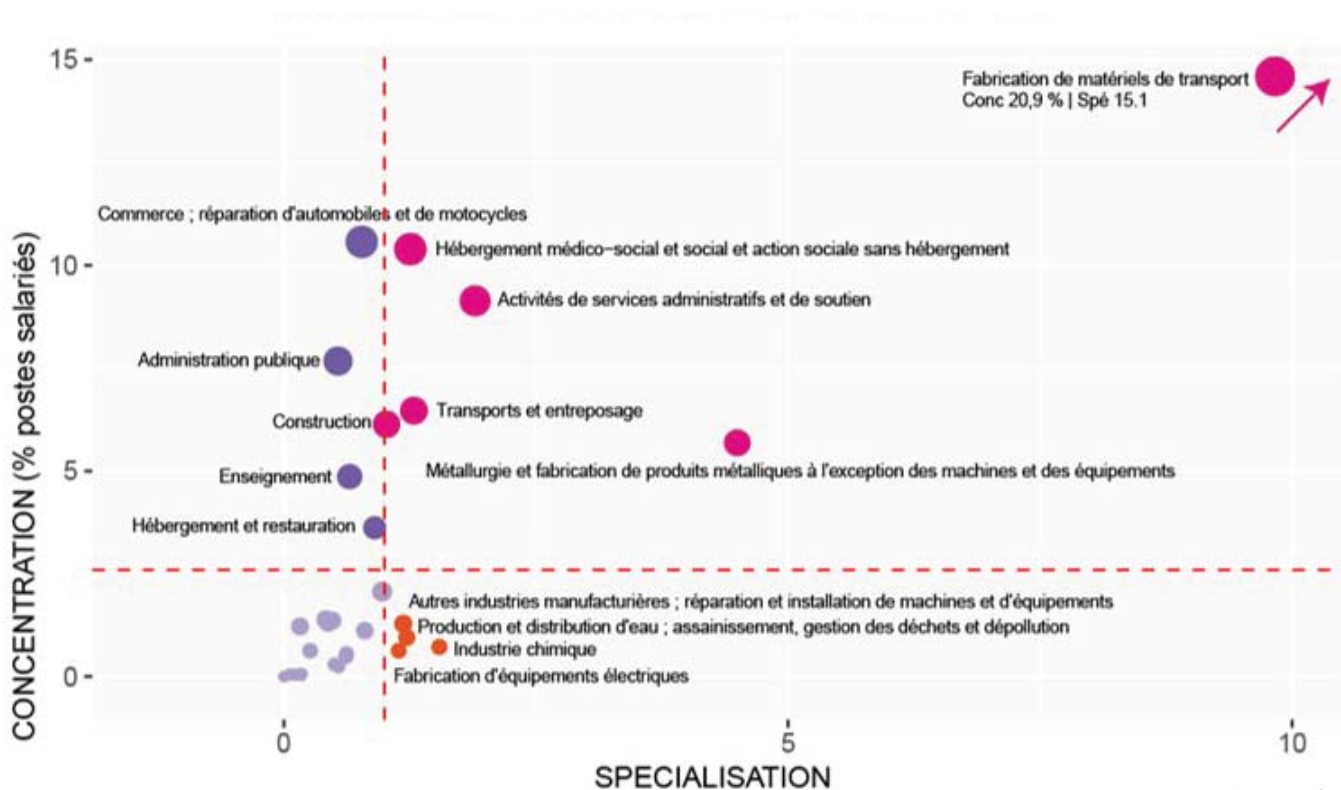 15
Fabrication de matériels de transport
Conc 20,9 % | Spé 15.1
Commerce ; réparation d'automobiles et de motocycles
Hébergement médico-social et social et action sociale sans hébergement
10
Activités de services administratifs et de soutien
Administration publique
Transports et entreposage
Construction
Métallurgie et fabrication de produits métalliques à l'exception des machines et des équipements
5
Enseignement
Hébergement et restauration
Autres industries manufacturières ; réparation et installation de machines et d'équipements
Production et distribution d'eau ; assainissement, gestion des déchets et dépollution
Industrie chimique
0
Fabrication d'équipements électriques
CONCENTRATION (% postes salariés)
0 5 10
SPECIALISATION